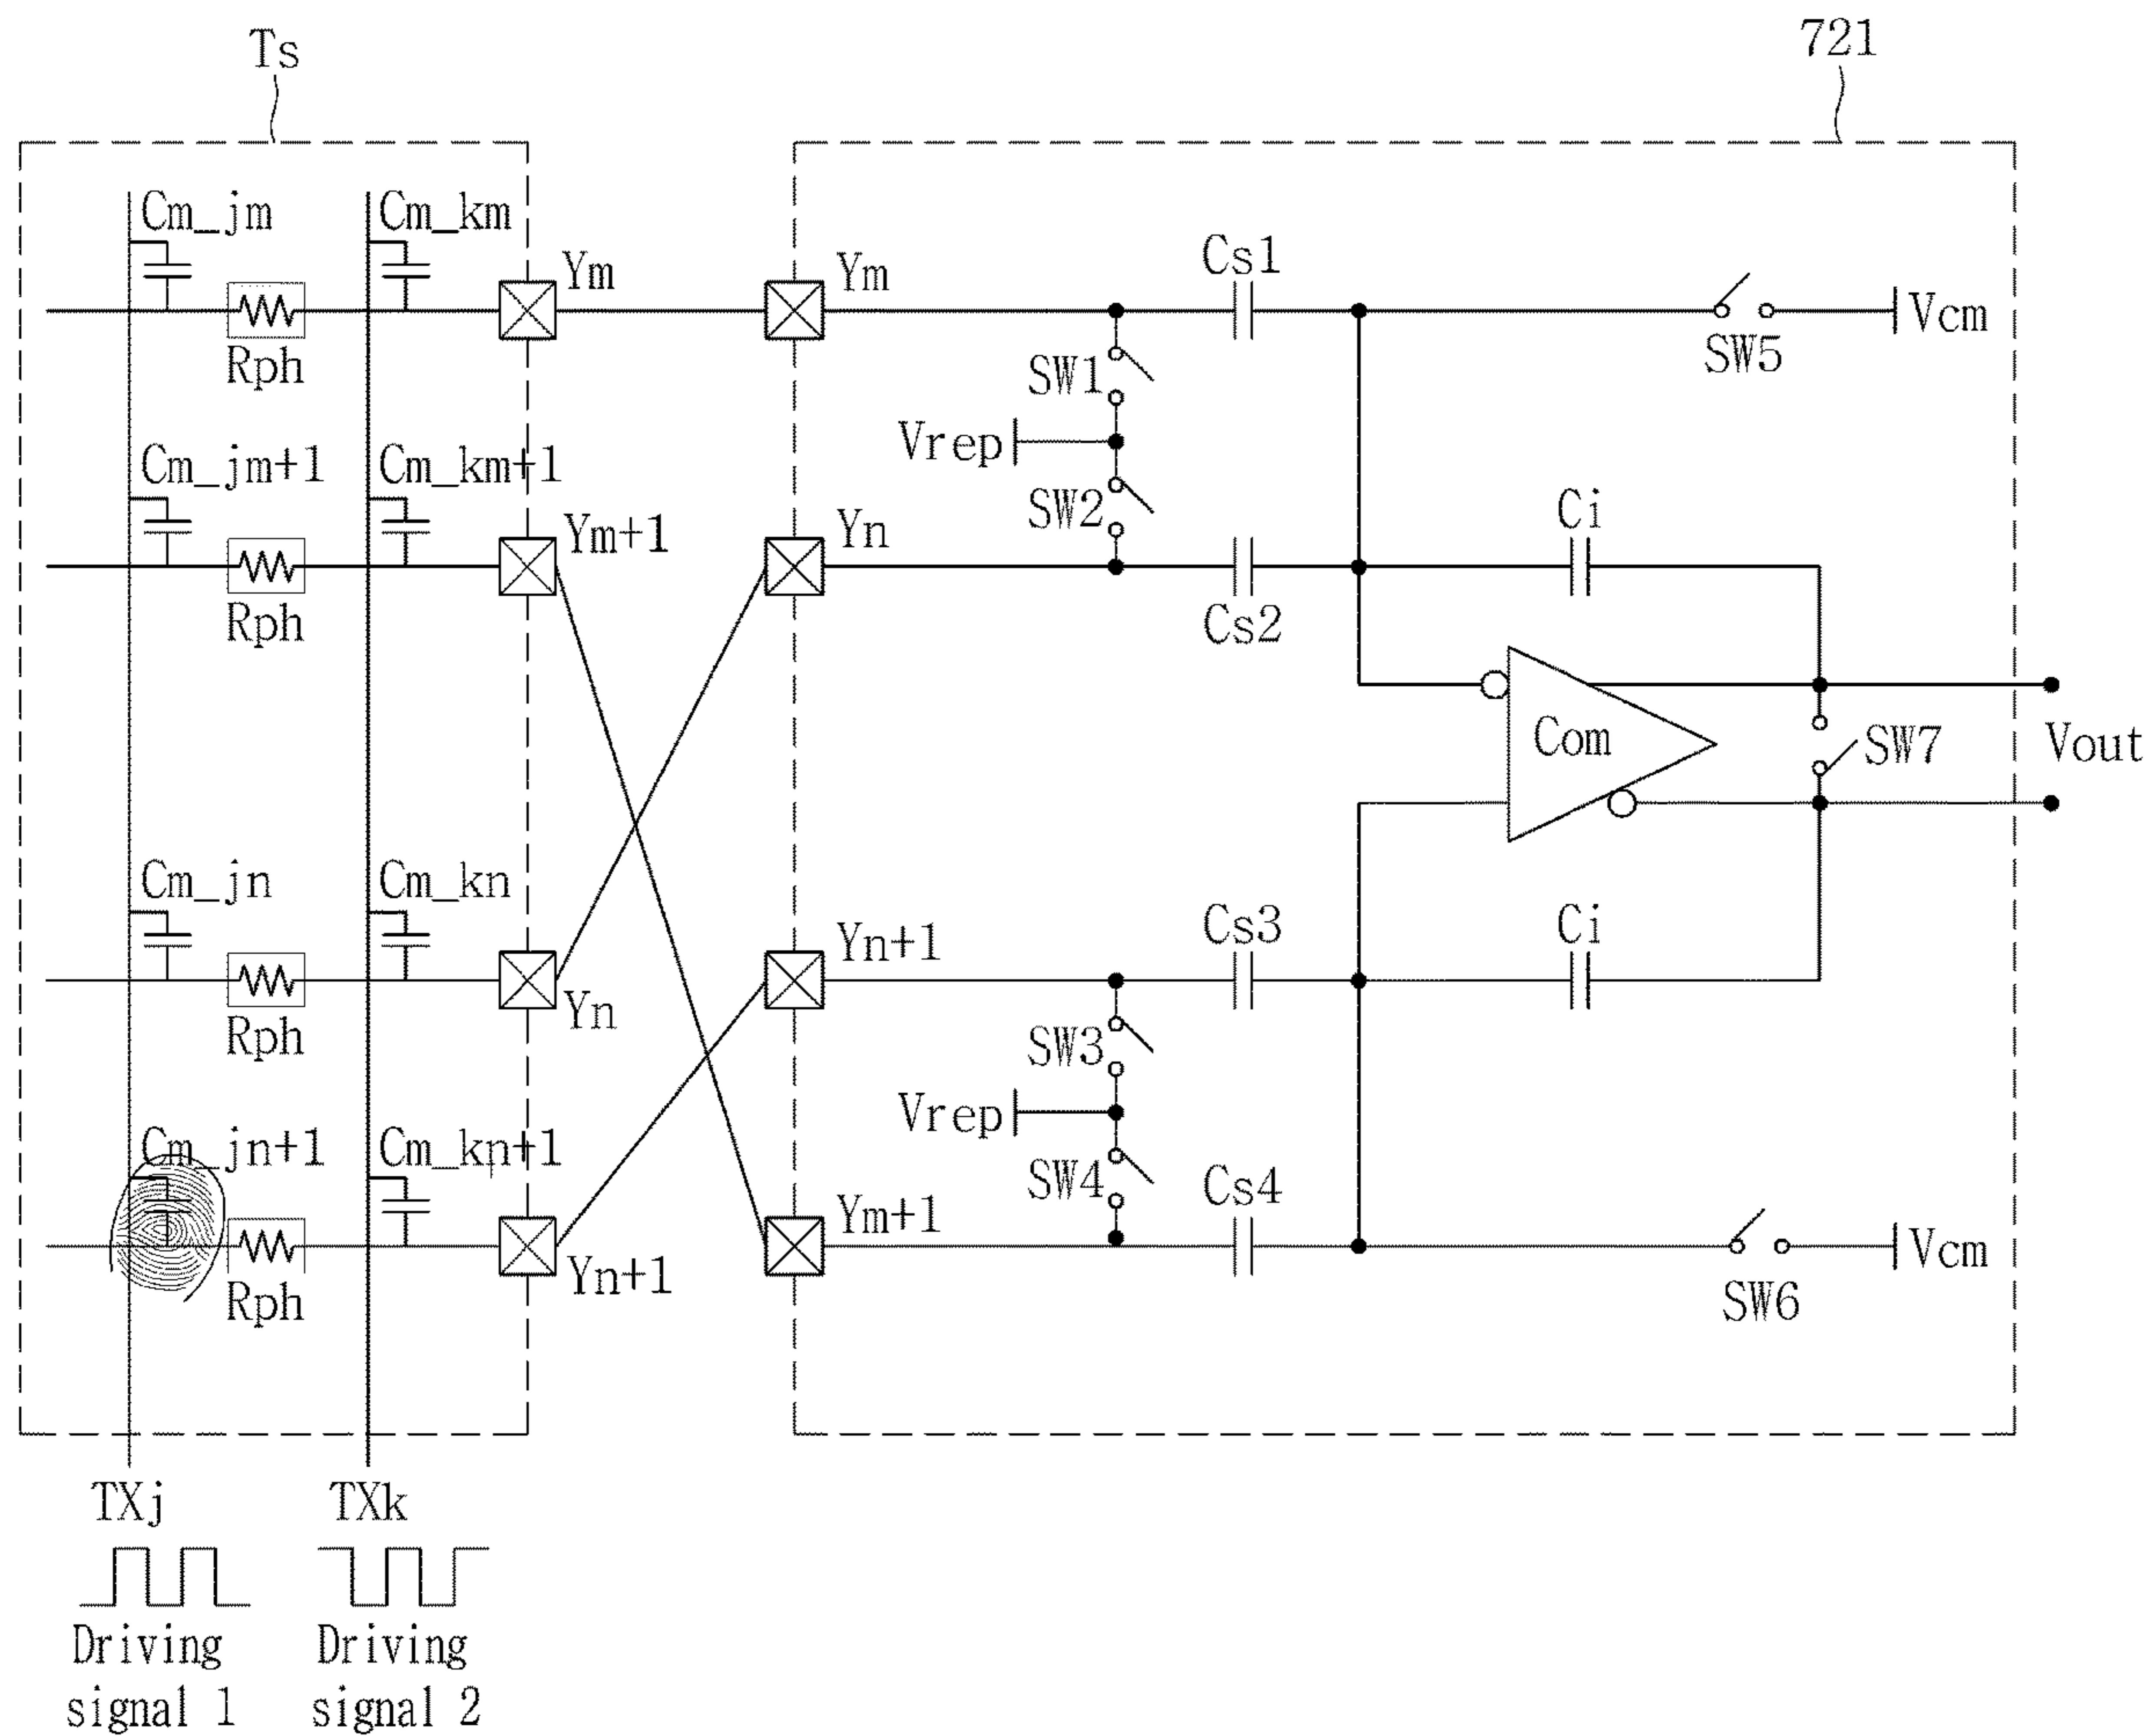 Ts
721
Cm_jm
Cm_km
Ym
Ym
Cs1
Rph
SW1
SW5
Vcm
Vrep
Cm_jm+1
Cm_km+1
SW2
Ym+1
Yn
Ci
Rph
Cs2
Com
SW7
Vout
Cm_jn
Cm_kn
Yn+1
Cs3
Ci
Yn
Rph
SW3
Vrep
Cm_jn+1
Cm_kn+1
SW4
Cs4
Ym+1
Vcm
Yn+1
Rph
SW6
TXj
TXk
Driving
signal 1
Driving
signal 2